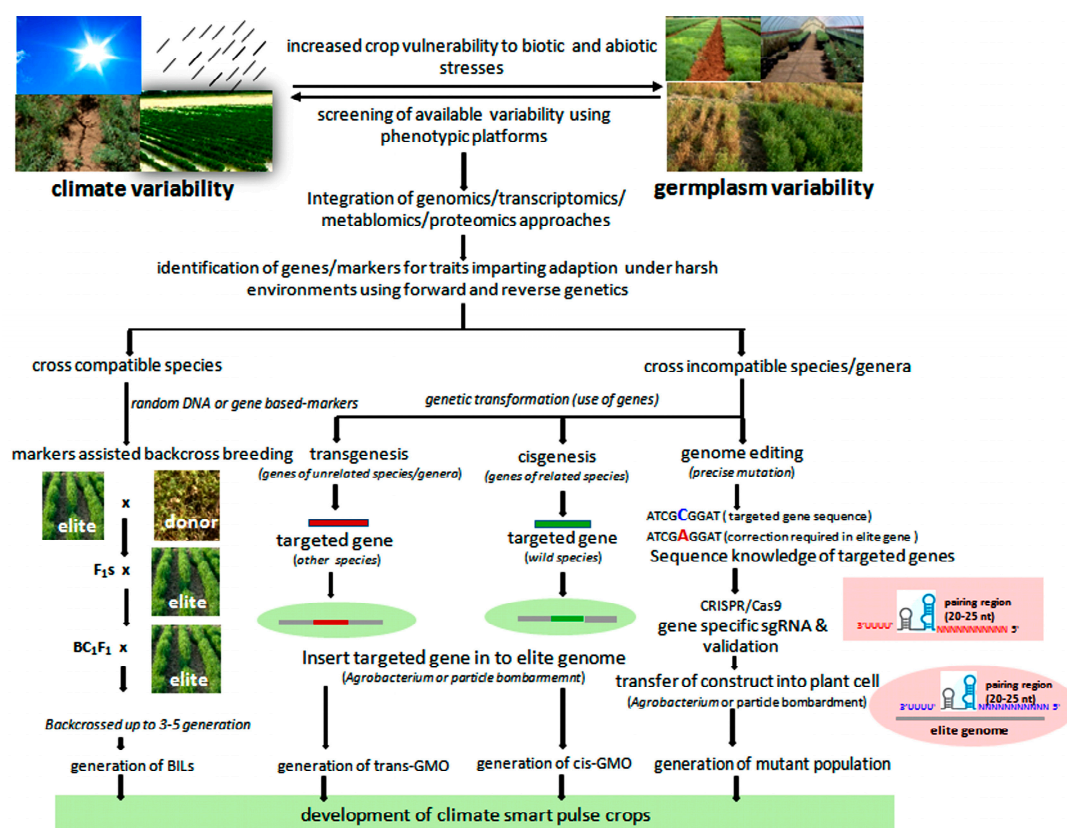 increased crop vulnerability to biotic and abiotic
stresses
screening of available variability using
phenotypic platforms
climate variability
germplasm variability
Integration of genomics/transcriptomics/
metablomics/proteomics approaches
identification of genes/markers for traits imparting adaption under harsh
environments using forward and reverse genetics
cross compatible species
cross incompatible species/genera
random DNA or gene based-markers
genetic transformation (use of genes)
markers assisted backcross breeding
transgenesis
(genes of unrelated species/genera)
cisgenesis
(genes of related species)
genome editing
(precise mutation)
elite
x
donor
F1s x
elite
BC1F1 x
elite
Backcrossed up to 3-5 generation
generation of BILs
targeted gene
(other species)
targeted gene
(wild species)
Insert targeted gene in to elite genome
(Agrobacterium or particle bombarmemnt)
generation of trans-GMO
generation of cis-GMO
ATCGCGGAT ( targeted gene sequence)
ATCGAGGAT (correction required in elite gene )
Sequence knowledge of targeted genes
CRISPR/Cas9
gene specific sgRNA &
validation
pairing region
(20-25 nt)
3'UUUU' NNNNNNNNNNN 5'
transfer of construct into plant cell
(Agrobacterium or particle bombardment)
pairing region
(20-25 nt)
3'UUUU' NNNNNNNNNNN 5'
elite genome
generation of mutant population
development of climate smart pulse crops